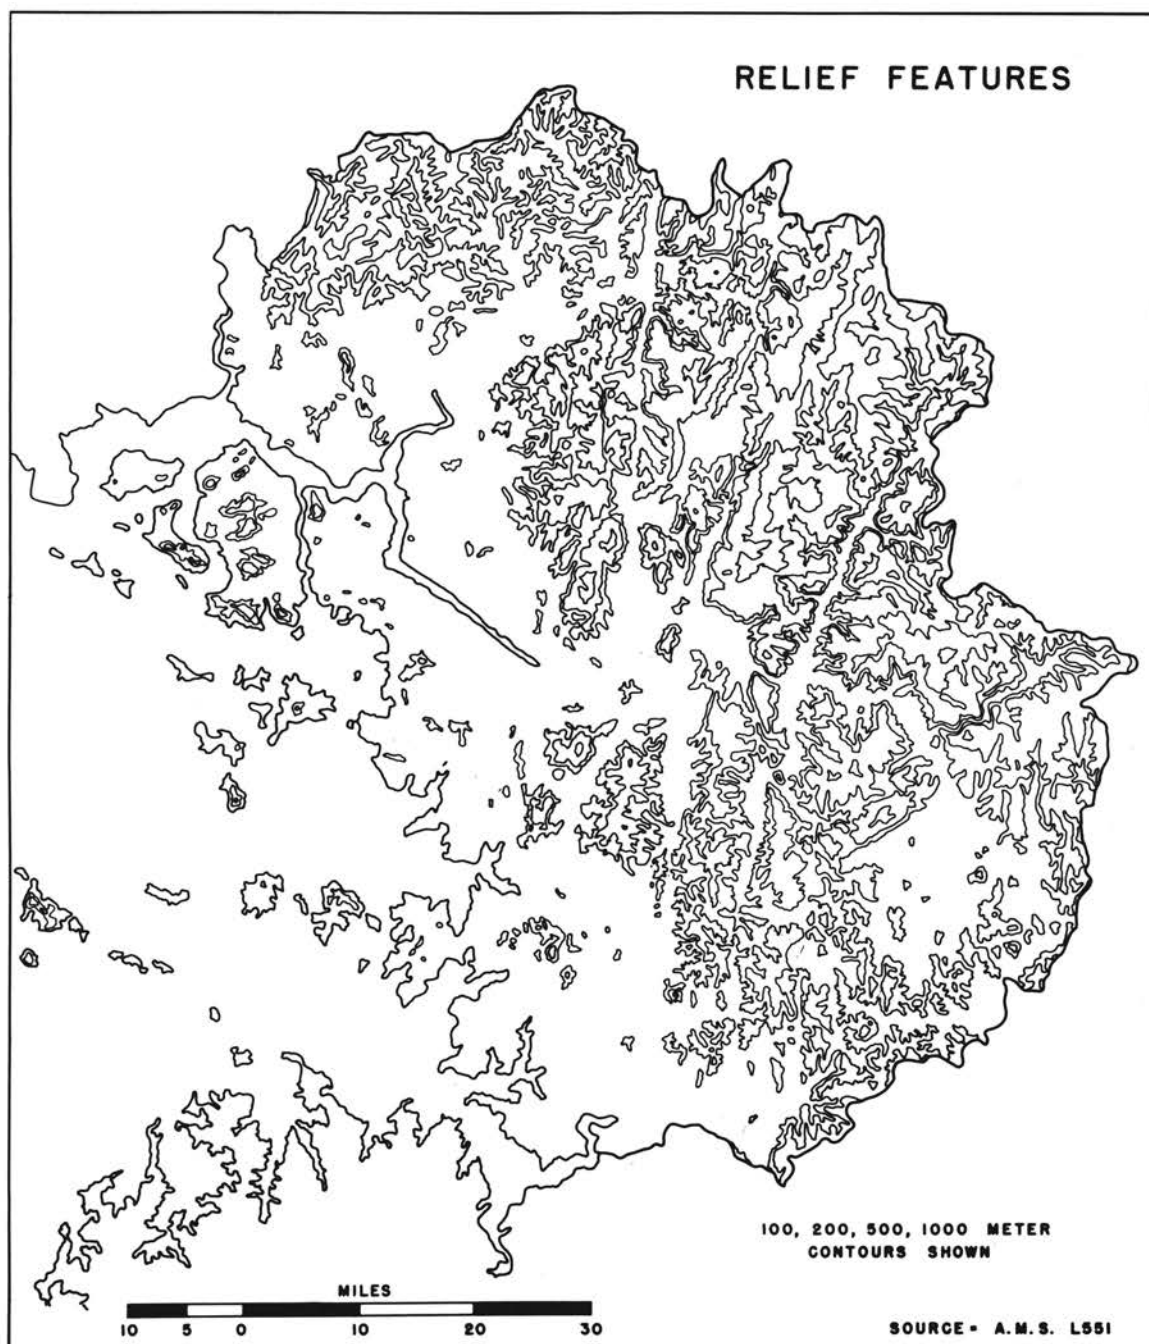 RELIEF FEATURES
100, 200, 500, 1000 METER
CONTOURS SHOWN
MILES
10 5 0 10 20 30
SOURCE = A.M.S. L551